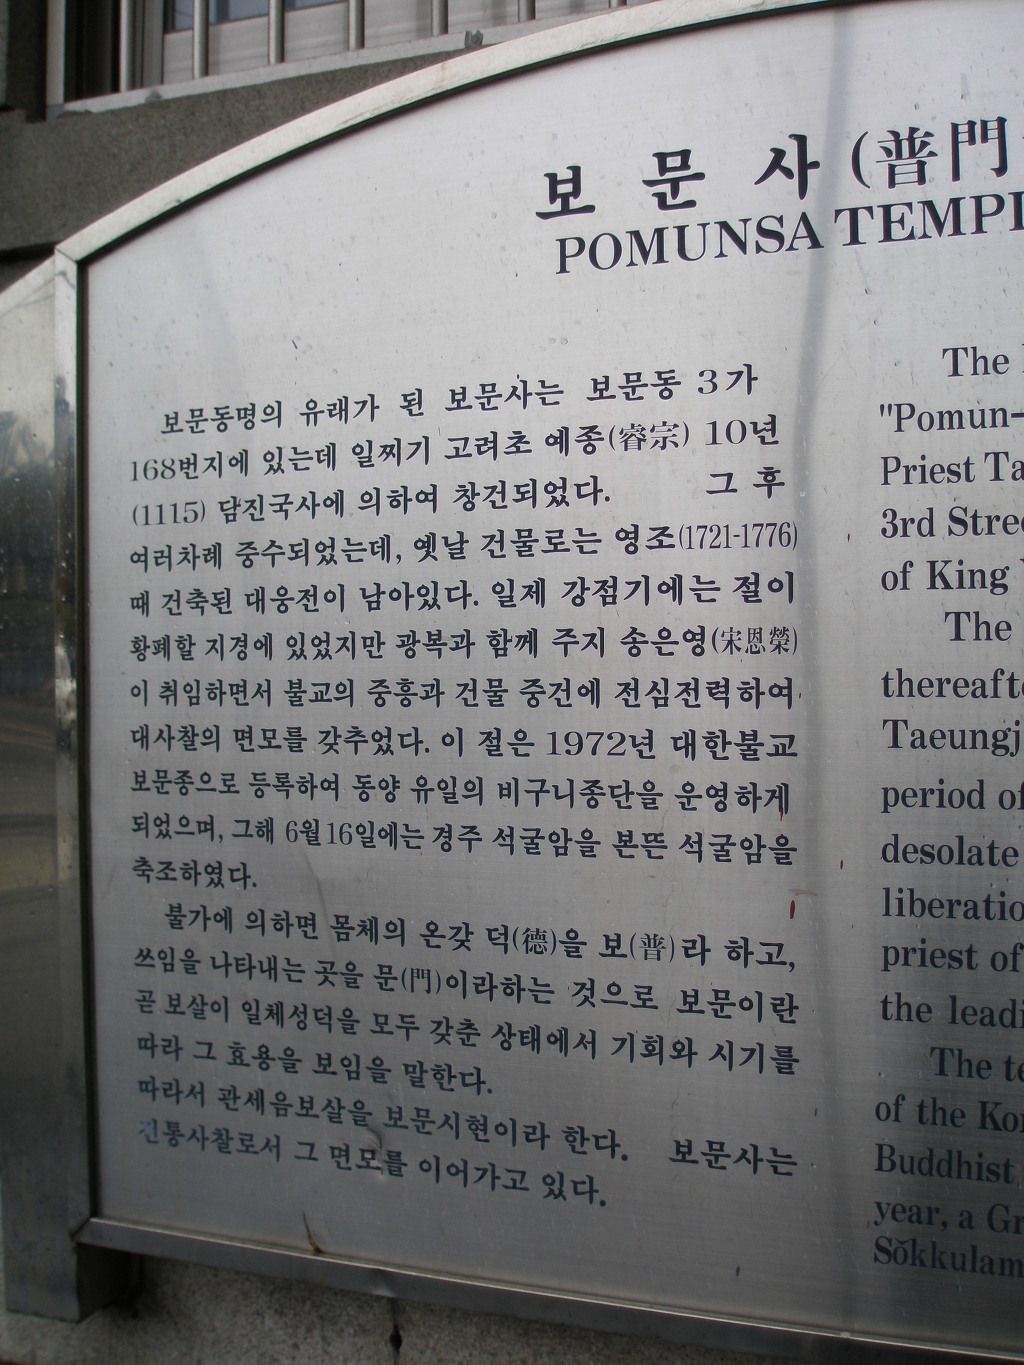 보 문 사 (普門
POMUNSA TEMPL
보문동명의 유래가 된 보문사는 보문동 3가
168번지에 있는데 일찌기 고려초 예종(睿宗) 10년
(1115) 담진국사에 의하여 창건되었다. 그 후
여러차례 중수되었는데, 옛날 건물로는 영조(1721-1776)
때 건축된 대웅전이 남아있다. 일제 강점기에는 절이
황폐할 지경에 있었지만 광복과 함께 주지 송은영(宋恩榮)
이 취임하면서 불교의 중흥과 건물 중건에 전심전력하여
대사찰의 면모를 갖추었다. 이 절은 1972년 대한불교
보문종으로 등록하여 동양 유일의 비구니종단을 운영하게
되었으며, 그해 6월 16일에는 경주 석굴암을 본뜬 석굴암을
축조하였다.
불가에 의하면 몸체의 온갖 덕(德)을 보(普)라 하고,
쓰임을 나타내는 곳을 문(門)이라하는 것으로 보문이란
곧 보살이 일체성덕을 모두 갖춘 상태에서 기회와 시기를
따라 그 효용을 보임을 말한다.
따라서 관세음보살을 보문시현이라 한다. 보문사는
진통사찰로서 그 면모를 이어가고 있다.
The
"Pomun-
Priest Ta
3rd Stree
of King
The
thereafte
Taeungj
period of
desolate
liberatio
priest of
the leadi
The te
of the Kor
Buddhist
year, a Gr
Sŏkkulam